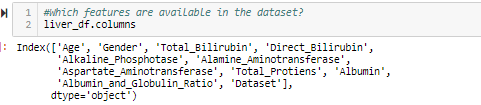 1 #Which features are available in the dataset?
2 liver_df.columns
: Index(['Age', 'Gender', 'Total_Bilirubin', 'Direct_Bilirubin',
'Alkaline_Phosphotase', 'Alamine_Aminotransferase',
'Aspartate_Aminotransferase', 'Total_Protiens', 'Albumin',
'Albumin_and_Globulin_Ratio', 'Dataset'],
dtype='object')